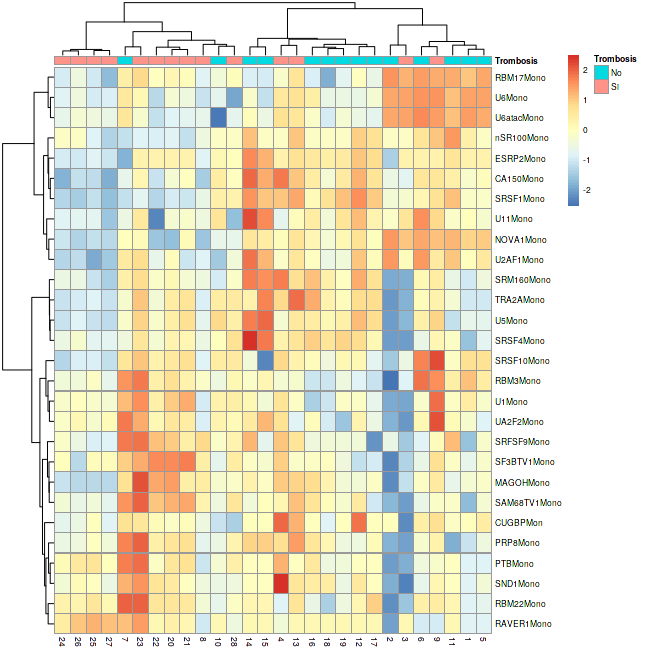 Trombosis
RBM17Mono
U6Mono
U6atacMono
nSR100Mono
ESRP2Mono
CA150Mono
SRSF1Mono
U11Mono
NOVA1Mono
U2AF1Mono
SRM160Mono
TRA2AMono
U5Mono
SRSF4Mono
SRSF10Mono
RBM3Mono
U1Mono
UA2F2Mono
SRFSF9Mono
SF3BTV1Mono
MAGOHMono
SAM68TV1Mono
CUGBPMon
PRP8Mono
PTBMono
SND1Mono
RBM22Mono
RAVER1Mono
24 26 25 27 7 23 22 20 21 8 10 28 14 15 4 13 16 18 19 12 17 2 3 6 9 11 1 5
2
1
0
-1
-2
Trombosis
No
SI